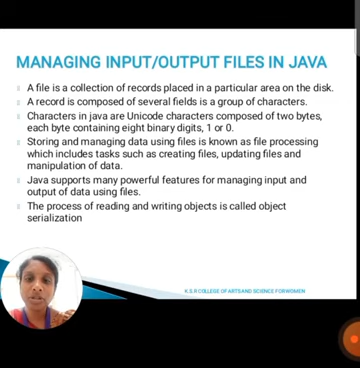 MANAGING INPUT/OUTPUT FILES IN JAVA
A file is a collection of records placed in a particular area on the disk.
A record is composed of several fields is a group of characters.
Characters in java are Unicode characters composed of two bytes,
each byte containing eight binary digits, 1 or 0.
Storing and managing data using files is known as file processing
which includes tasks such as creating files, updating files and
manipulation of data.
Java supports many powerful features for managing input and
output of data using files.
The process of reading and writing objects is called object
serialization
K.S.R COLLEGE OF ARTS AND SCIENCE FOR WOMEN